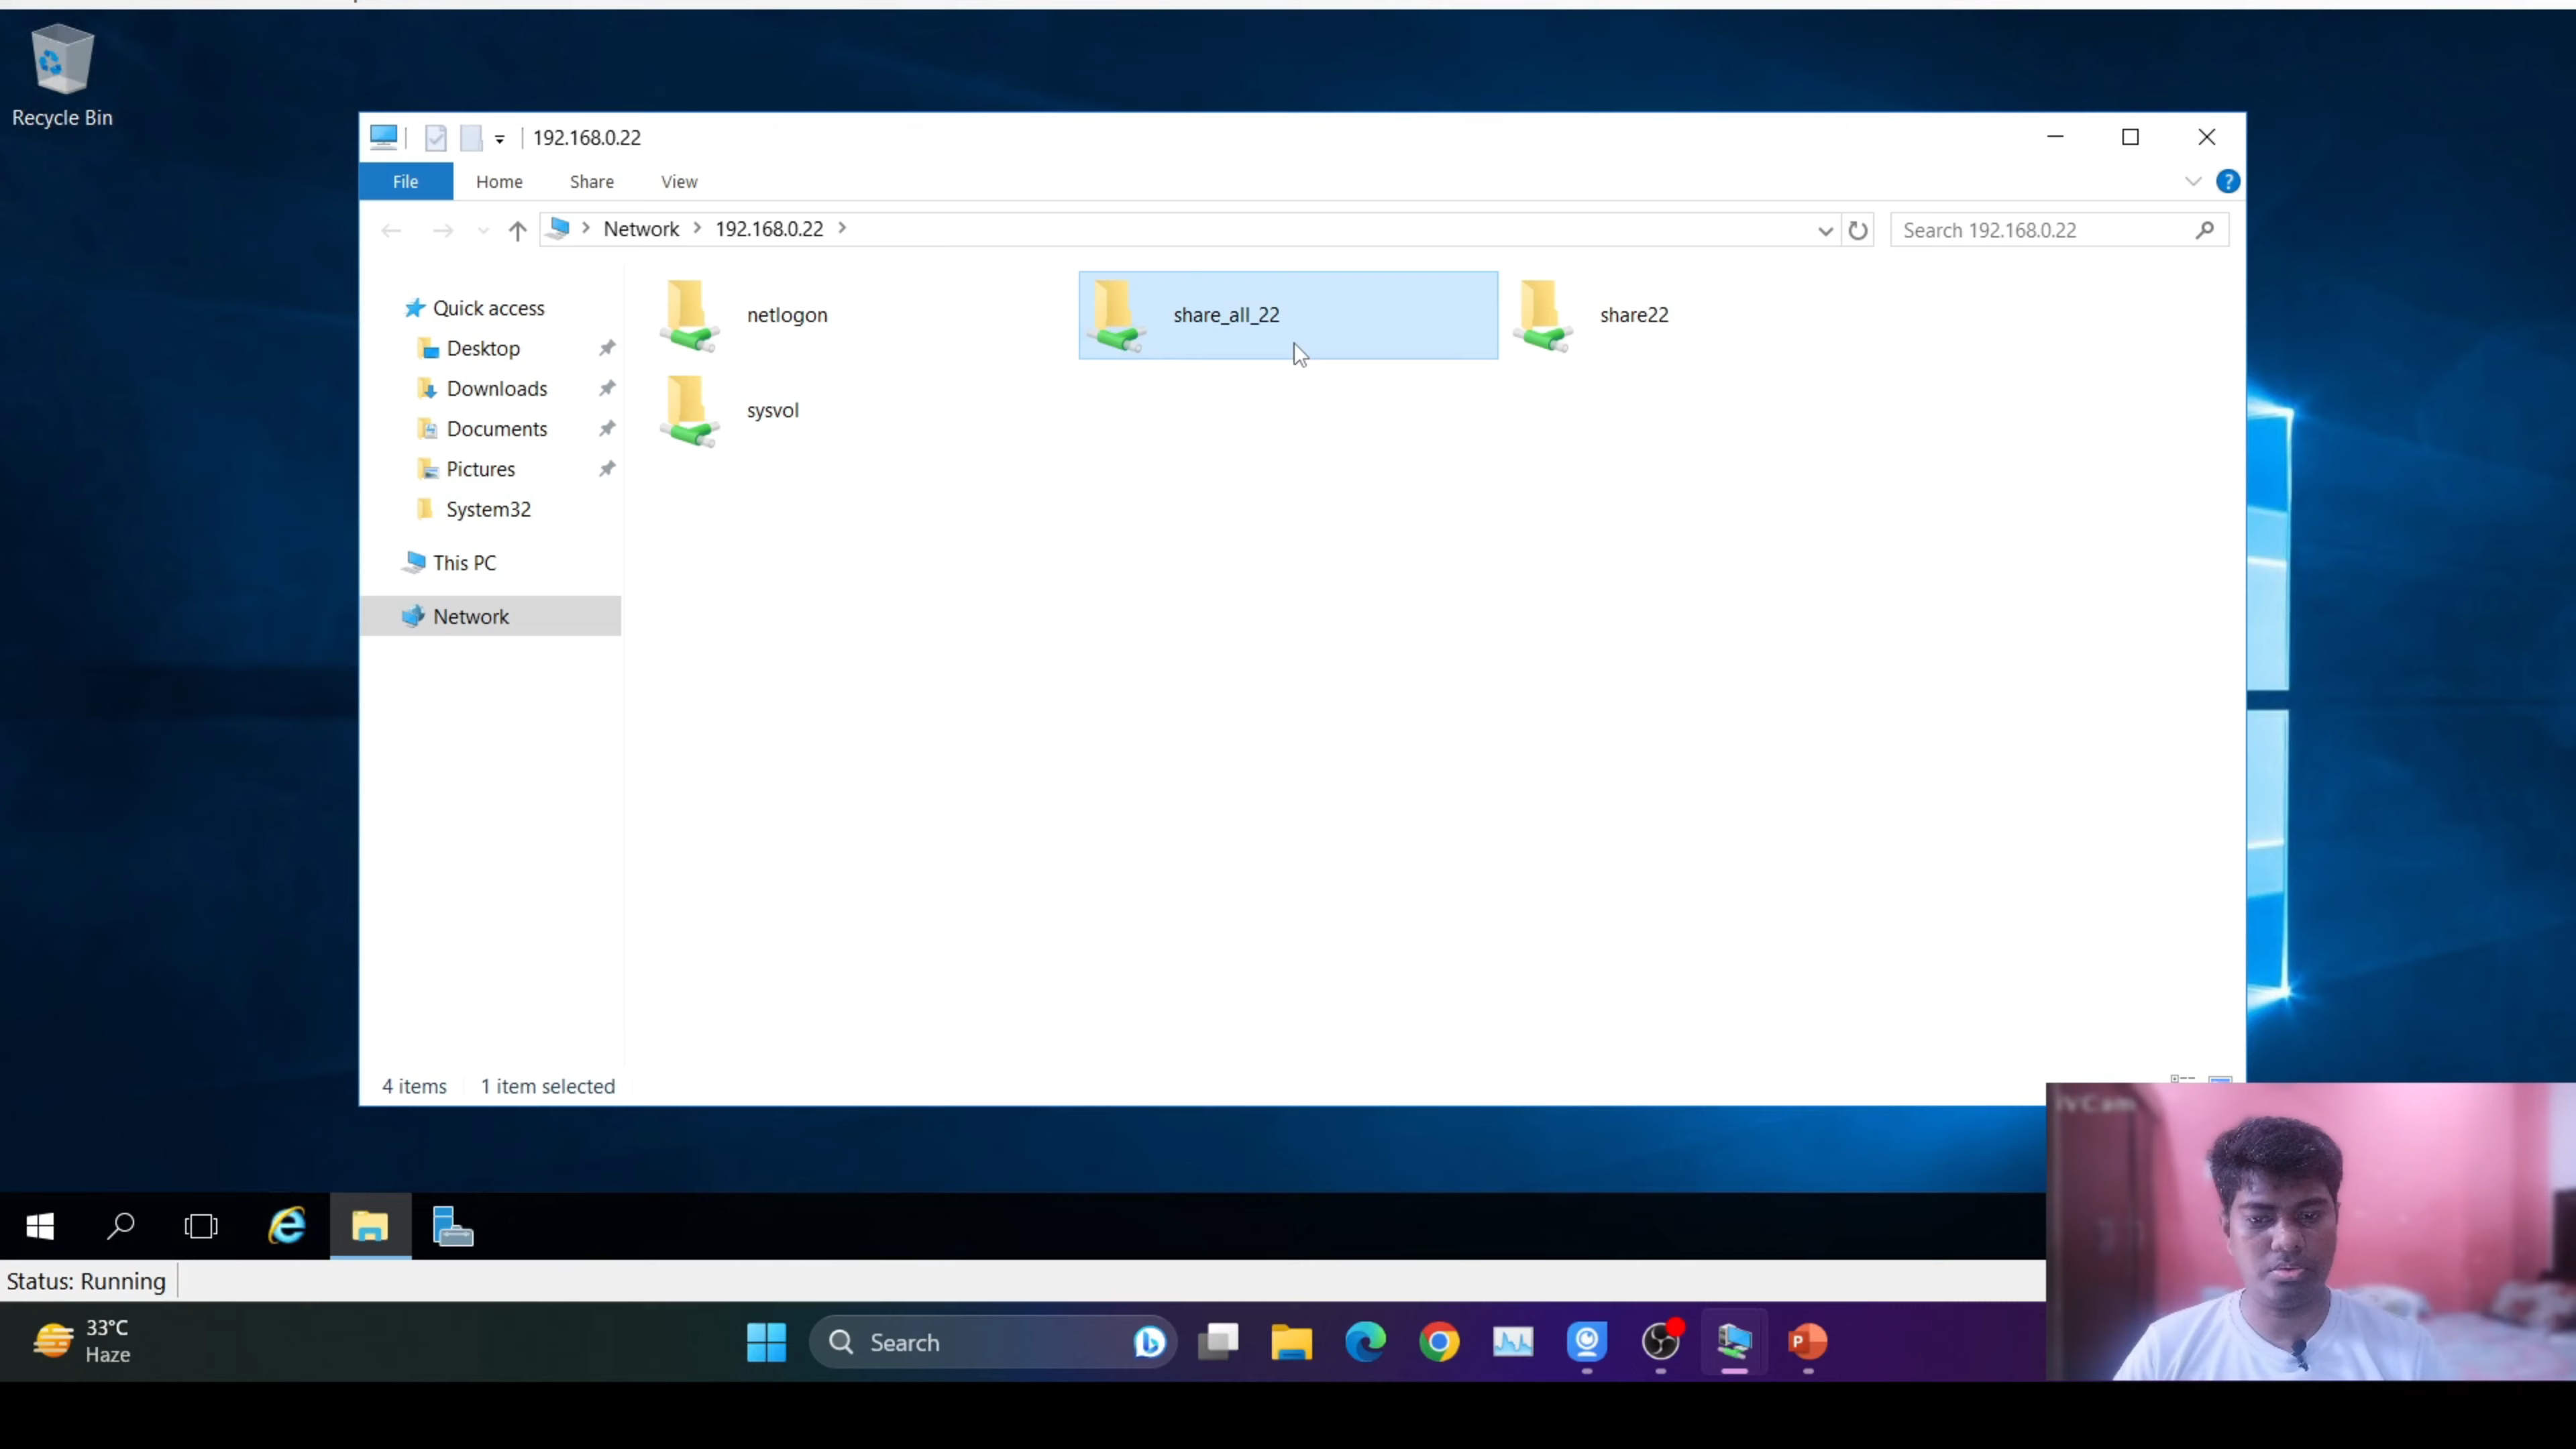 Recycle Bin
192.168.0.22
File Home Share View
Network 192.168.0.22
Search 192.168.0.22
Quick access
Desktop
Downloads
Documents
Pictures
System32
This PC
Network
netlogon
share_all_22
share22
sysvol
4 items 1 item selected
iVCam
Status: Running
33°C
Haze
Search